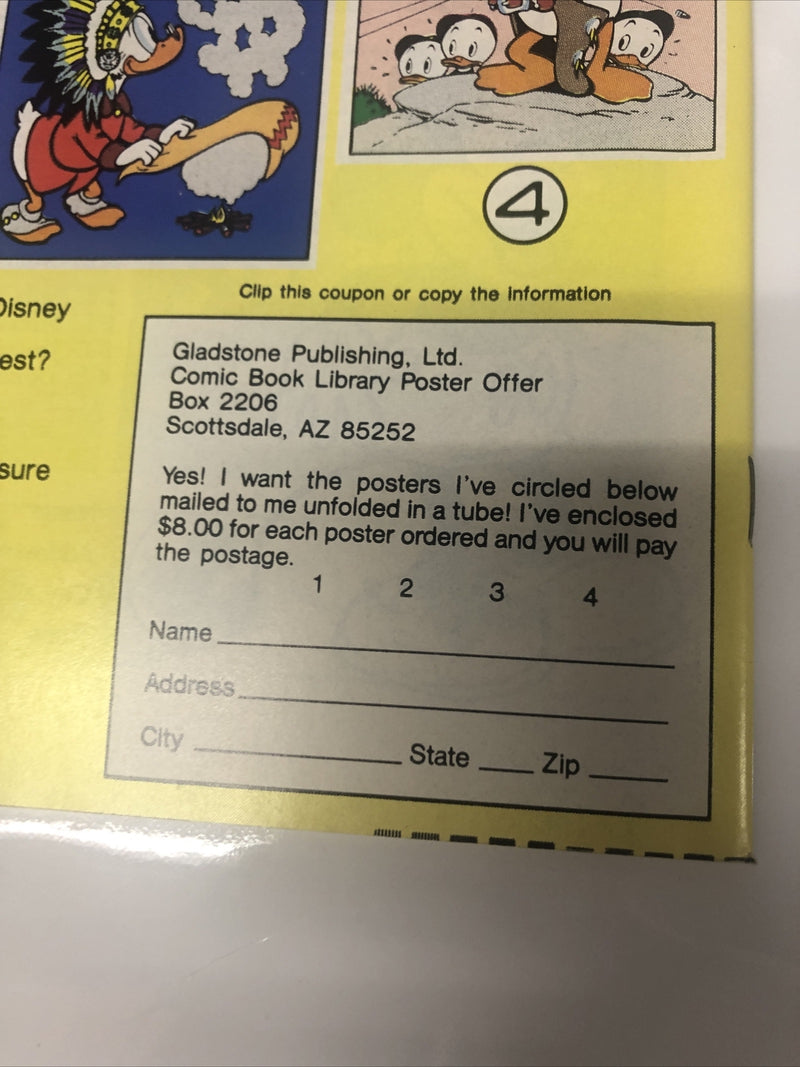 4
Clip this coupon or copy the information
Disney
est?
sure
Gladstone Publishing, Ltd.
Comic Book Library Poster Offer
Box 2206
Scottsdale, AZ 85252
Yes! I want the posters I've circled below
mailed to me unfolded in a tube! I've enclosed
$8.00 for each poster ordered and you will pay
the postage.
1 2 3 4
Name
Address
City State Zip